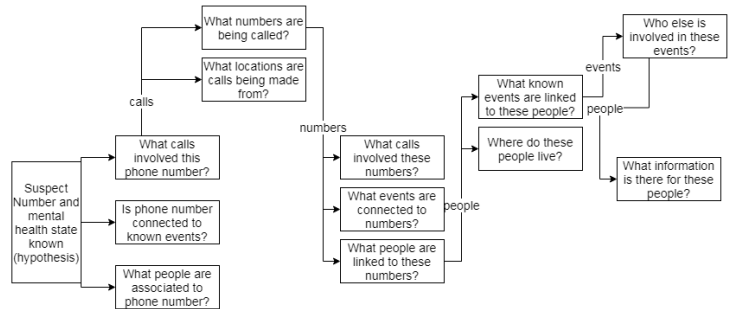 What numbers are
being called?
What locations are
calls being made
from?
calls
What calls
involved this
phone number?
Suspect
Number and
mental
health state
known
(hypothesis)
Is phone number
connected to
known events?
What people are
associated to
phone number?
numbers
What calls
involved these
numbers?
What events are
connected to
numbers?
What people are
linked to these
numbers?
people
What known
events are linked
to these people?
Where do these
people live?
events
people
Who else is
involved in these
events?
What information
is there for these
people?